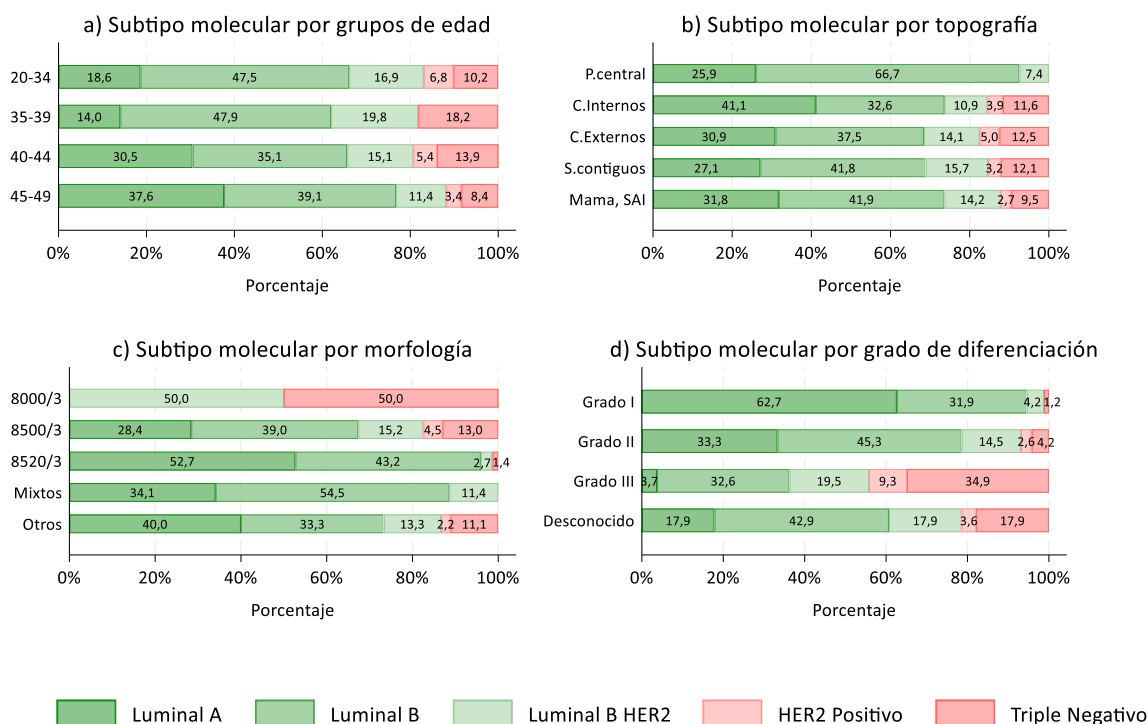 a) Subtipo molecular por grupos de edad
20-34 18,6 47,5 16,9 6,8 10,2
35-39 14,0 47,9 19,8 18,2
40-44 30,5 35,1 15,1 5,4 13,9
45-49 37,6 39,1 11,4 3,4 8,4
0% 20% 40% 60% 80% 100%
Porcentaje
b) Subtipo molecular por topografía
P.central 25,9 66,7 7,4
C.Internos 41,1 32,6 10,9 3,9 11,6
C.Externos 30,9 37,5 14,1 5,0 12,5
S.contiguos 27,1 41,8 15,7 3,2 12,1
Mama, SAI 31,8 41,9 14,2 2,7 9,5
0% 20% 40% 60% 80% 100%
Porcentaje
c) Subtipo molecular por morfología
8000/3 50,0 50,0
8500/3 28,4 39,0 15,2 4,5 13,0
8520/3 52,7 43,2 2,7 1,4
Mixtos 34,1 54,5 11,4
Otros 40,0 33,3 13,3 2,2 11,1
0% 20% 40% 60% 80% 100%
Porcentaje
d) Subtipo molecular por grado de diferenciación
Grado I 62,7 31,9 4,2 1,2
Grado II 33,3 45,3 14,5 2,6 4,2
Grado III 3,7 32,6 19,5 9,3 34,9
Desconocido 17,9 42,9 17,9 3,6 17,9
0% 20% 40% 60% 80% 100%
Porcentaje
Luminal A Luminal B Luminal B HER2 HER2 Positivo Triple Negativo